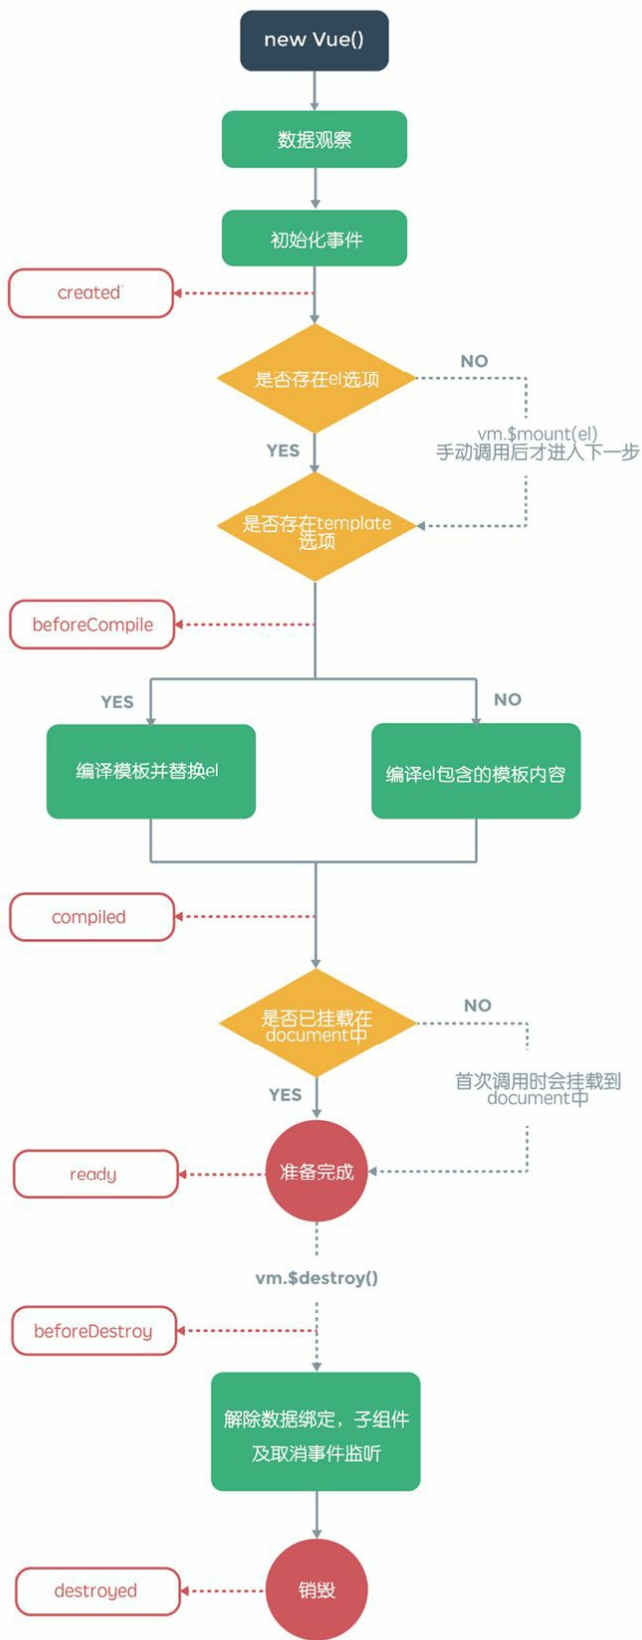 new Vue()
数据观察
初始化事件
created
是否存在el选项
NO
vm.$mount(el)
手动调用后才进入下一步
YES
是否存在template
选项
beforeCompile
YES
NO
编译模板并替换el
编译el包含的模板内容
compiled
是否已挂载在
document中
NO
首次调用时会挂载到
document中
YES
准备完成
ready
vm.$destroy()
beforeDestroy
解除数据绑定，子组件
及取消事件监听
销毁
destroyed